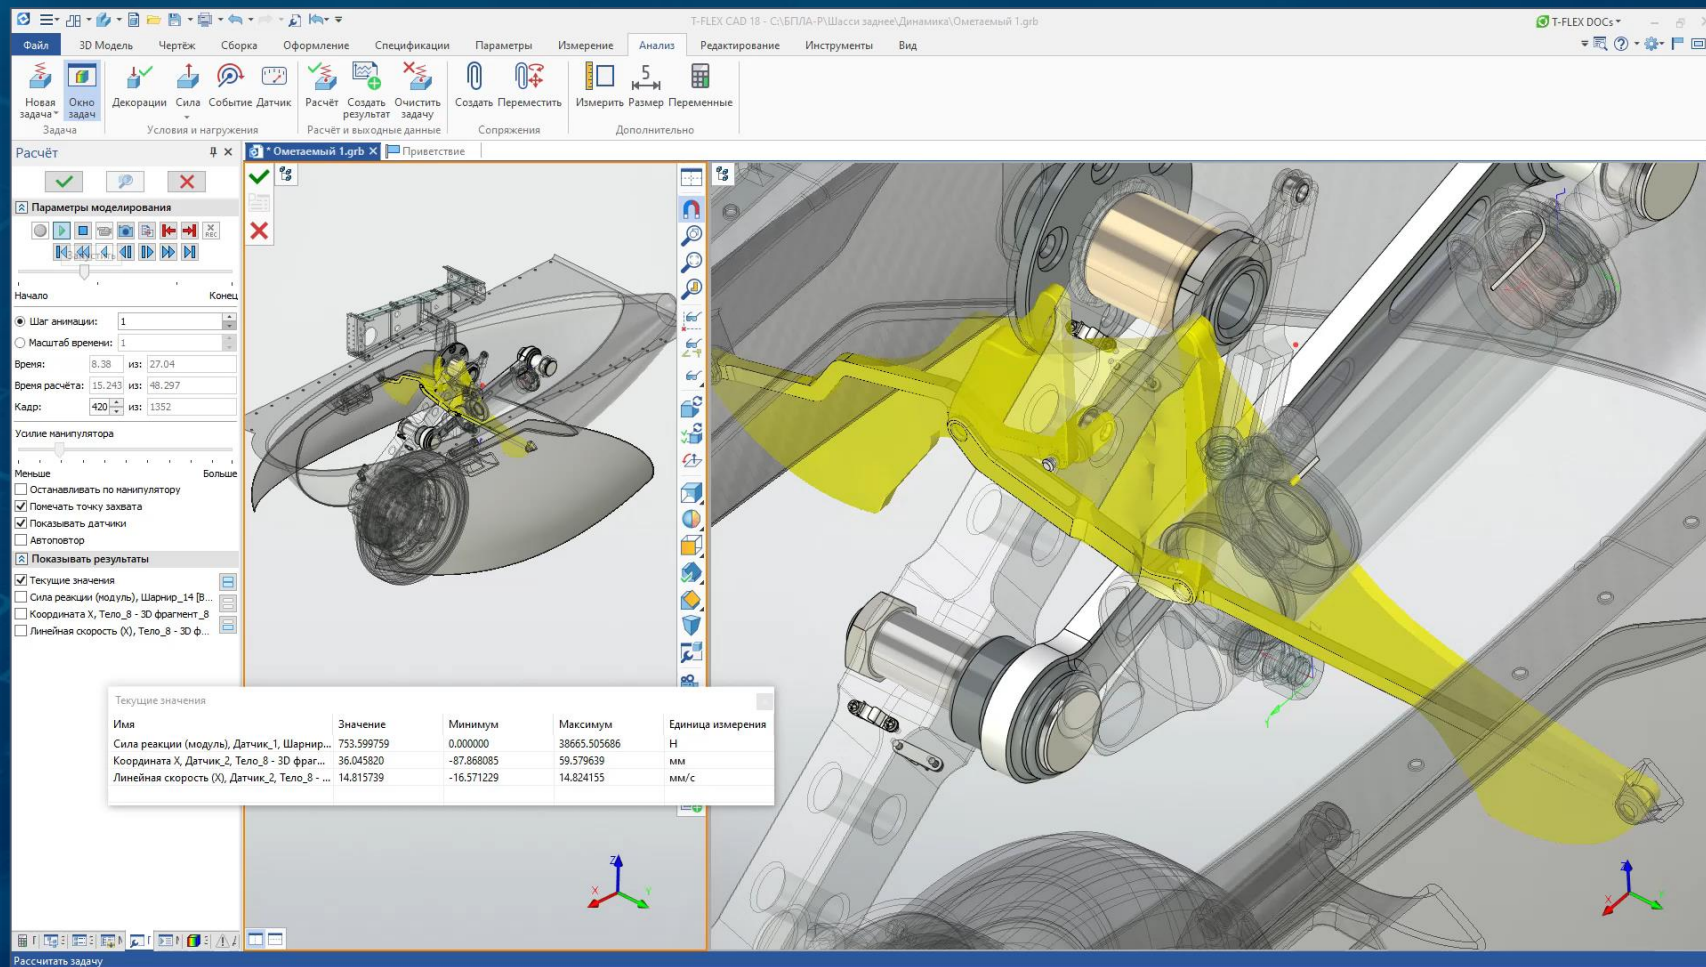 T-FLEX CAD 18 - C:\БПЛА-Р\Шасси заднее\Динамика\Ометаемый 1.grb
T-FLEX DOCs
Файл 3D Модель Чертёж Сборка Оформление Спецификации Параметры Измерение Анализ Редактирование Инструменты Вид
Новая задача Окно задач Декорации Сила Событие Датчик Расчёт Создать результат Очистить задачу Создать Переместить Измерить Размер Переменные
Задача Условия и нагружения Расчёт и выходные данные Сопряжения Дополнительно
Расчёт
* Ометаемый 1.grb Приветствие
Параметры моделирования
REC
Начало Конец
Шаг анимации: 1
Масштаб времени: 1
Время: 8.38 из: 27.04
Время расчёта: 15.243 из: 48.297
Кадр: 420 из: 1352
Усилие манипулятора
Меньше Больше
Останавливать по манипулятору
Помечать точку захвата
Показывать датчики
Автоповтор
Показывать результаты
Текущие значения
Сила реакции (модуль), Шарнир_14 [В...
Координата X, Тело_8 - 3D фрагмент_8
Линейная скорость (X), Тело_8 - 3D ф...
Текущие значения
Имя Значение Минимум Максимум Единица измерения
Сила реакции (модуль), Датчик_1, Шарнир... 753.599759 0.000000 38665.505686 Н
Координата X, Датчик_2, Тело_8 - 3D фраг... 36.045820 -87.868085 59.579639 мм
Линейная скорость (X), Датчик_2, Тело_8 - ... 14.815739 -16.571229 14.824155 мм/с
Z
X
Y
Z
X
Y
Рассчитать задачу